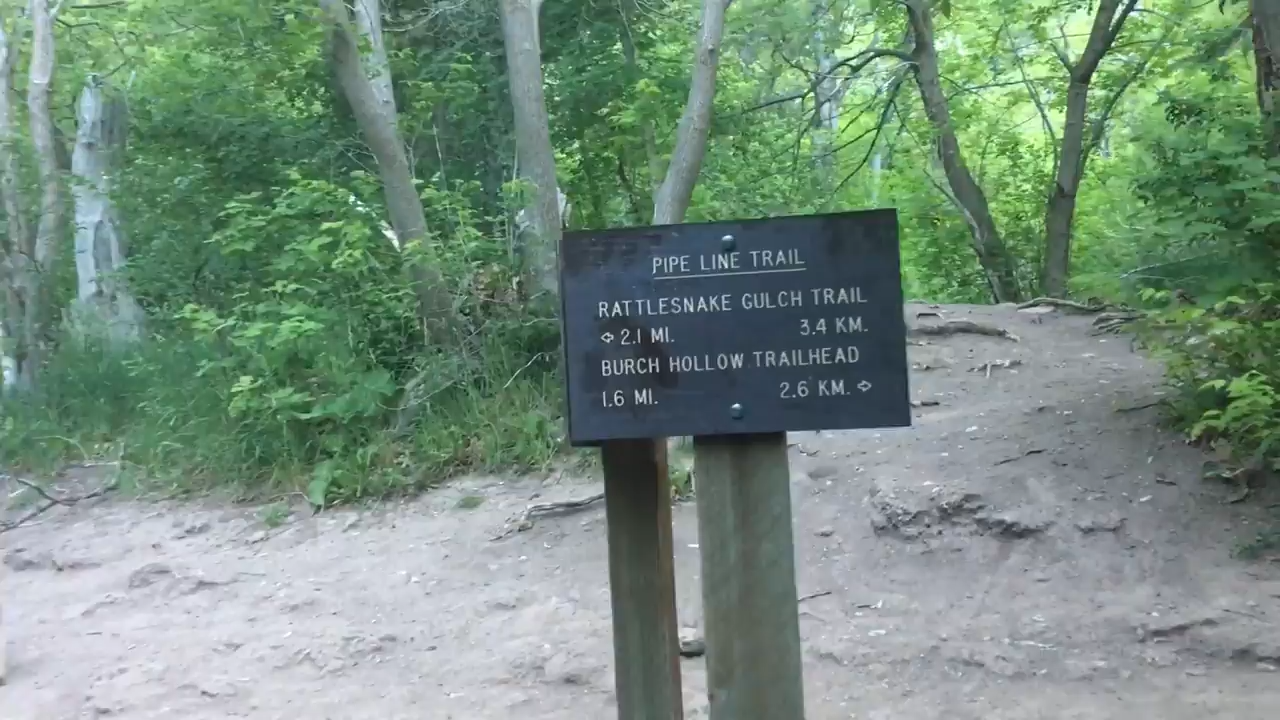 PIPE LINE TRAIL
RATTLESNAKE GULCH TRAIL
⇦ 2.1 MI. 3.4 KM.
BURCH HOLLOW TRAILHEAD
1.6 MI. 2.6 KM. ⇨